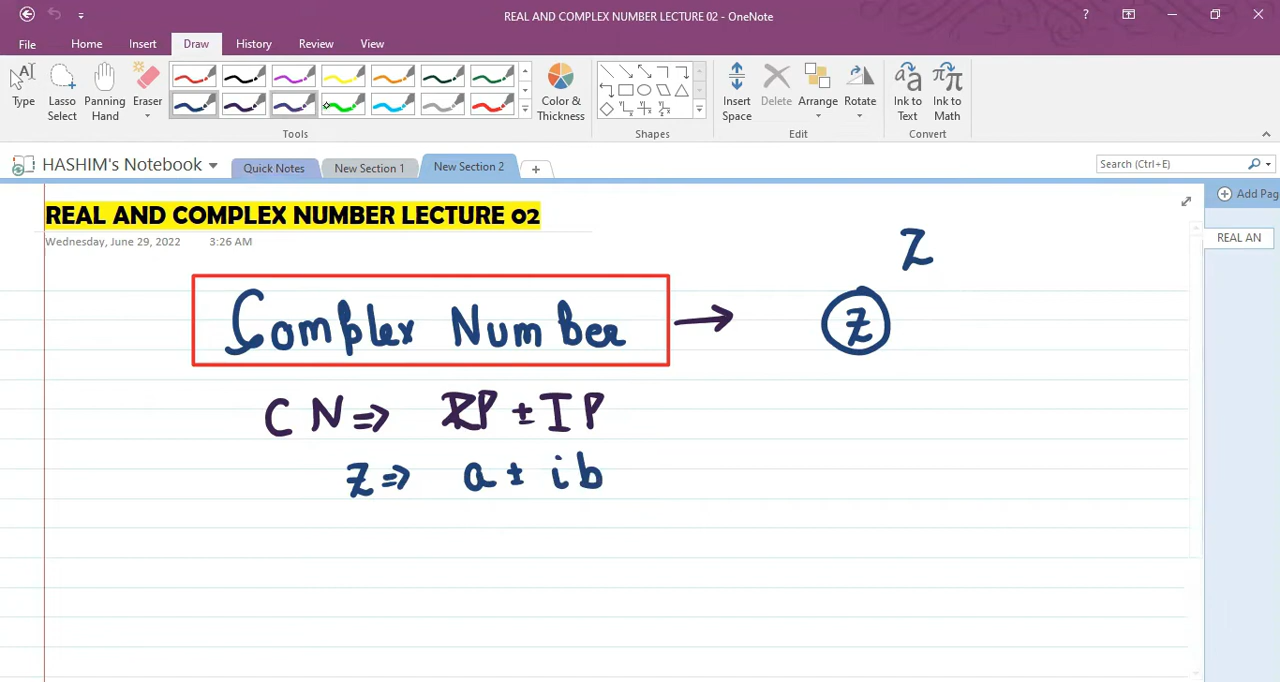 REAL AND COMPLEX NUMBER LECTURE 02 - OneNote
?
File Home Insert Draw History Review View
Type
Lasso Select
Panning Hand
Eraser
Color & Thickness
Insert Space
Delete
Arrange
Rotate
Ink to Text
Ink to Math
Tools
Shapes
Edit
Convert
HASHIM's Notebook
Quick Notes
New Section 1
New Section 2
Search (Ctrl+E)
Add Pag
REAL AN
REAL AND COMPLEX NUMBER LECTURE 02
Wednesday, June 29, 2022 3:26 AM
Z
Complex Number → z
CN ⇒ RP ± IP
z ⇒ a ± ib